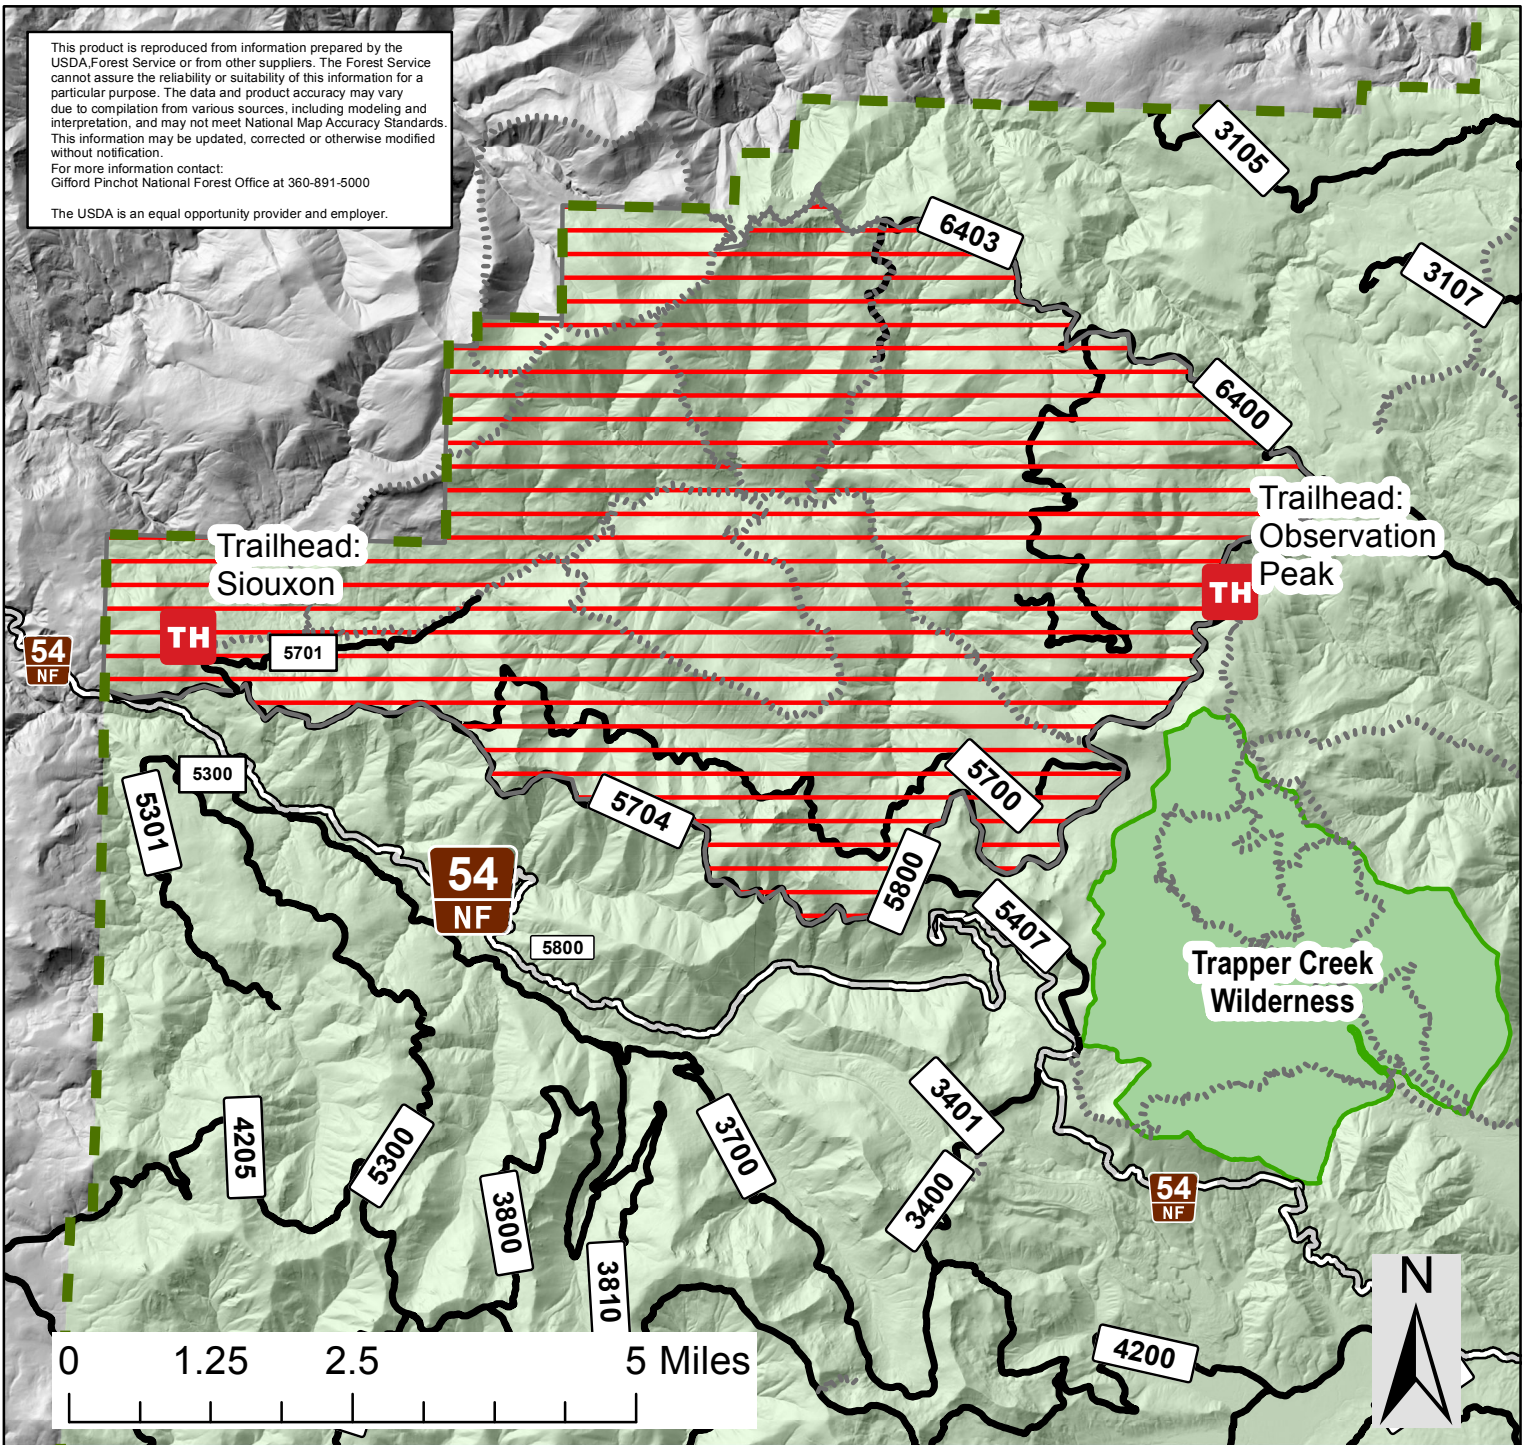 This product is reproduced from information prepared by the
USDA,Forest Service or from other suppliers. The Forest Service
cannot assure the reliability or suitability of this information for a
particular purpose. The data and product accuracy may vary
due to compilation from various sources, including modeling and
interpretation, and may not meet National Map Accuracy Standards.
This information may be updated, corrected or otherwise modified
without notification.
For more information contact:
Gifford Pinchot National Forest Office at 360-891-5000
The USDA is an equal opportunity provider and employer.
3105
6403
3107
6400
Trailhead:
Observation
Peak
TH
Trailhead:
Siouxon
TH
5701
54
NF
5300
5301
5700
5704
5800
54
NF
5407
5800
Trapper Creek
Wilderness
3401
4205
5300
3700
3400
54
NF
3800
3810
4200
N
0
1.25
2.5
5 Miles